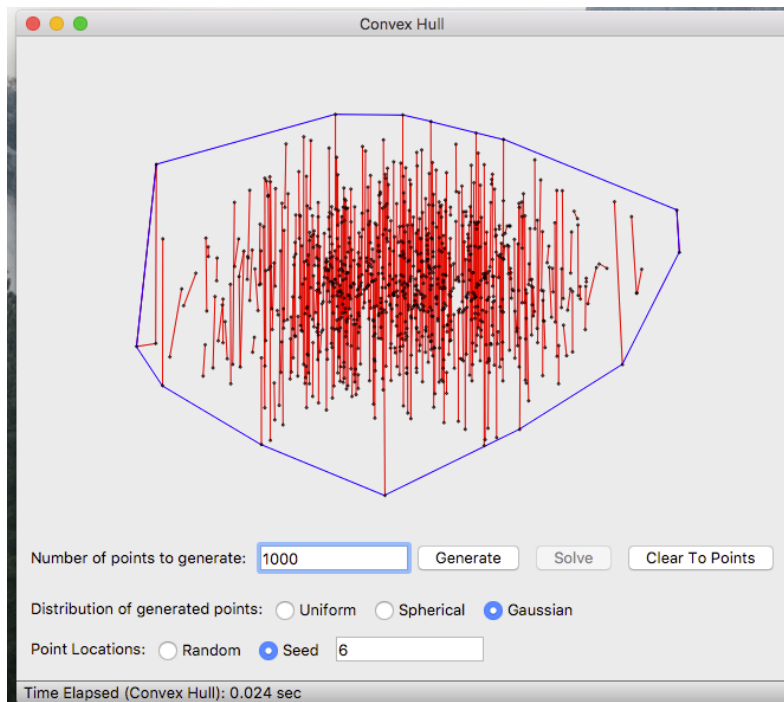 Convex Hull
Number of points to generate: 1000 Generate Solve Clear To Points
Distribution of generated points: Uniform Spherical Gaussian
Point Locations: Random Seed 6
Time Elapsed (Convex Hull): 0.024 sec